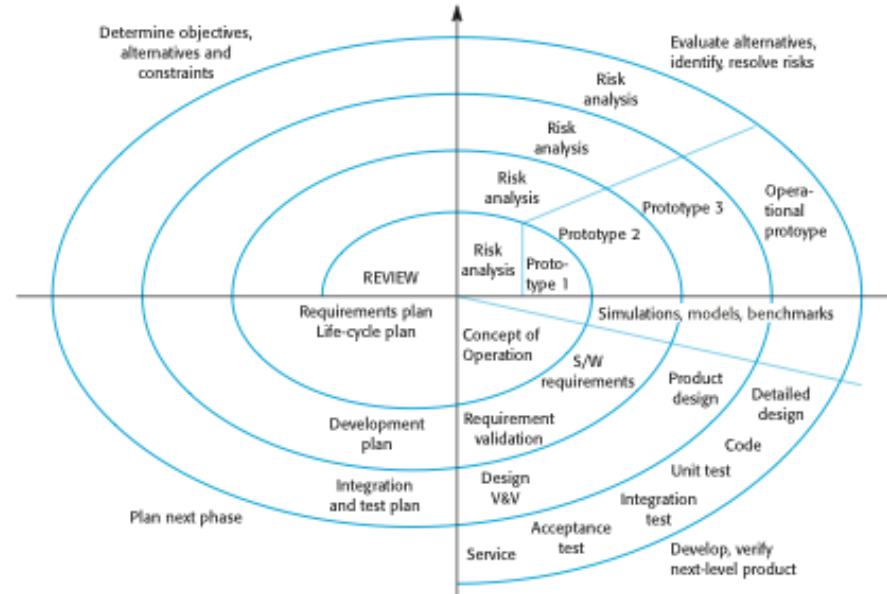 Determine objectives,
alternatives and
constraints
Evaluate alternatives,
identify, resolve risks
Risk
analysis
Risk
analysis
Risk
analysis
Risk
analysis
Proto-
type 1
Prototype 2
Prototype 3
Opera-
tional
protoype
REVIEW
Requirements plan
Life-cycle plan
Simulations, models, benchmarks
Concept of
Operation
S/W
requirements
Product
design
Detailed
design
Development
plan
Requirement
validation
Code
Unit test
Integration
and test plan
Design
V&V
Integration
test
Plan next phase
Acceptance
test
Service
Develop, verify
next-level product